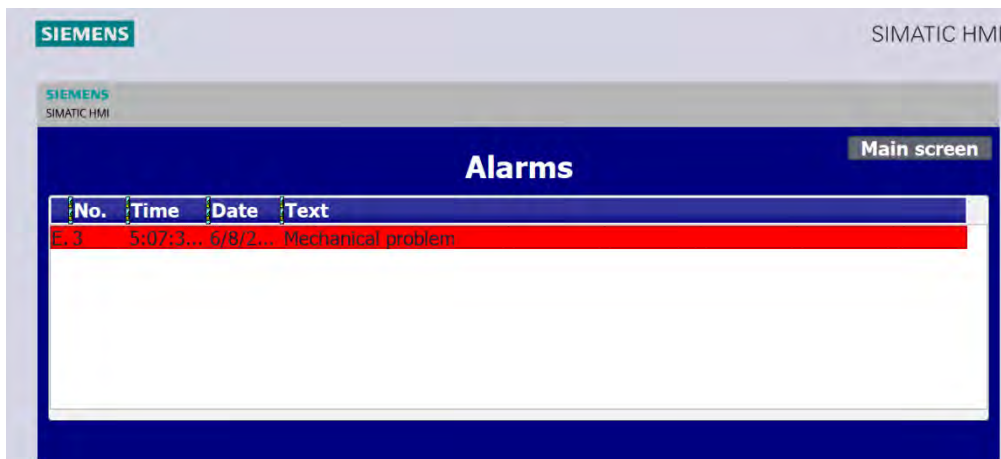 SIEMENS
SIMATIC HMI
SIEMENS
SIMATIC HMI
Main screen
Alarms
No. Time Date Text
E. 3 5:07:3... 6/8/2... Mechanical problem